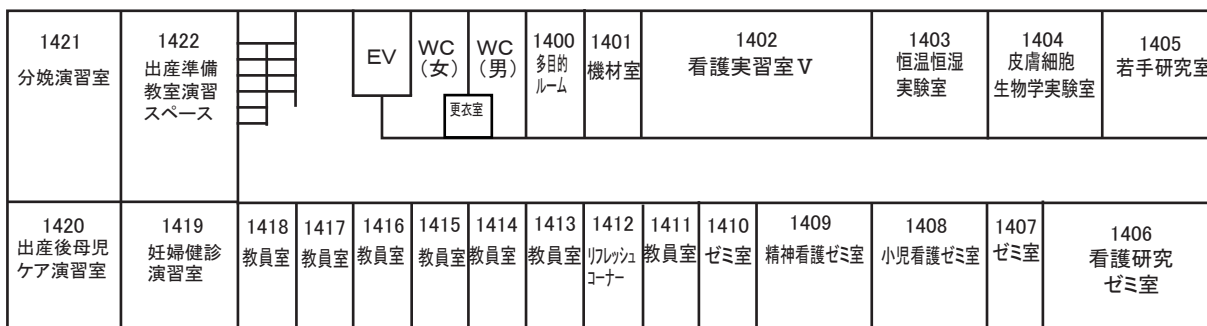 1421
分娩演習室
1422
出産準備
教室演習
スペース
EV
WC
(女)
WC
(男)
更衣室
1400
多目的
ルーム
1401
機材室
1402
看護実習室Ⅴ
1403
恒温恒湿
実験室
1404
皮膚細胞
生物学実験室
1405
若手研究室
1420
出産後母児
ケア演習室
1419
妊婦健診
演習室
1418
教員室
1417
教員室
1416
教員室
1415
教員室
1414
教員室
1413
教員室
1412
リフレッシュ
コーナー
1411
教員室
1410
ゼミ室
1409
精神看護ゼミ室
1408
小児看護ゼミ室
1407
ゼミ室
1406
看護研究
ゼミ室